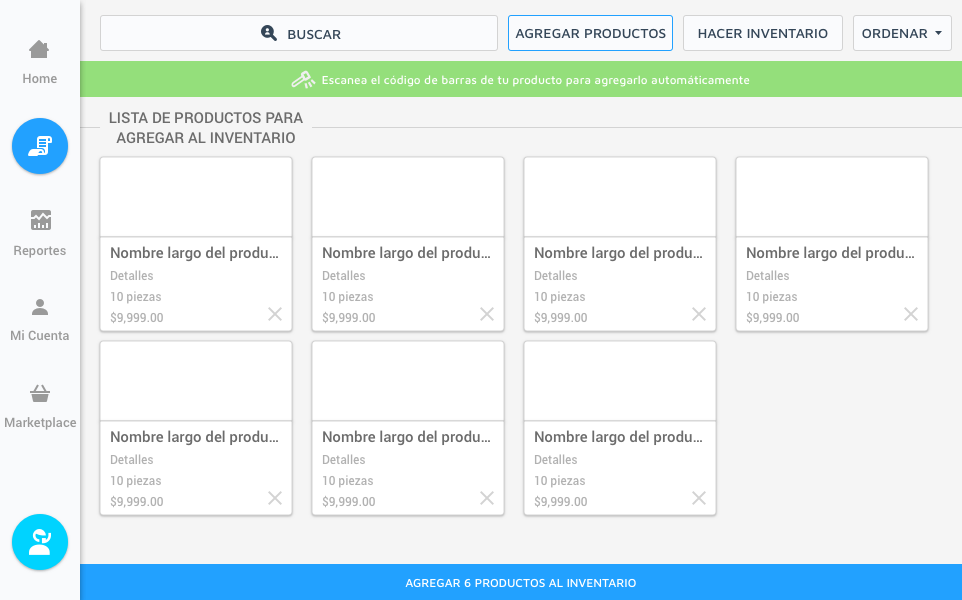 BUSCAR
AGREGAR PRODUCTOS
HACER INVENTARIO
ORDENAR
Home
Escanea el código de barras de tu producto para agregarlo automáticamente
LISTA DE PRODUCTOS PARA
AGREGAR AL INVENTARIO
Reportes
Mi Cuenta
Marketplace
Nombre largo del produ...
Detalles
10 piezas
$9,999.00
Nombre largo del produ...
Detalles
10 piezas
$9,999.00
Nombre largo del produ...
Detalles
10 piezas
$9,999.00
Nombre largo del produ...
Detalles
10 piezas
$9,999.00
Nombre largo del produ...
Detalles
10 piezas
$9,999.00
Nombre largo del produ...
Detalles
10 piezas
$9,999.00
Nombre largo del produ...
Detalles
10 piezas
$9,999.00
AGREGAR 6 PRODUCTOS AL INVENTARIO